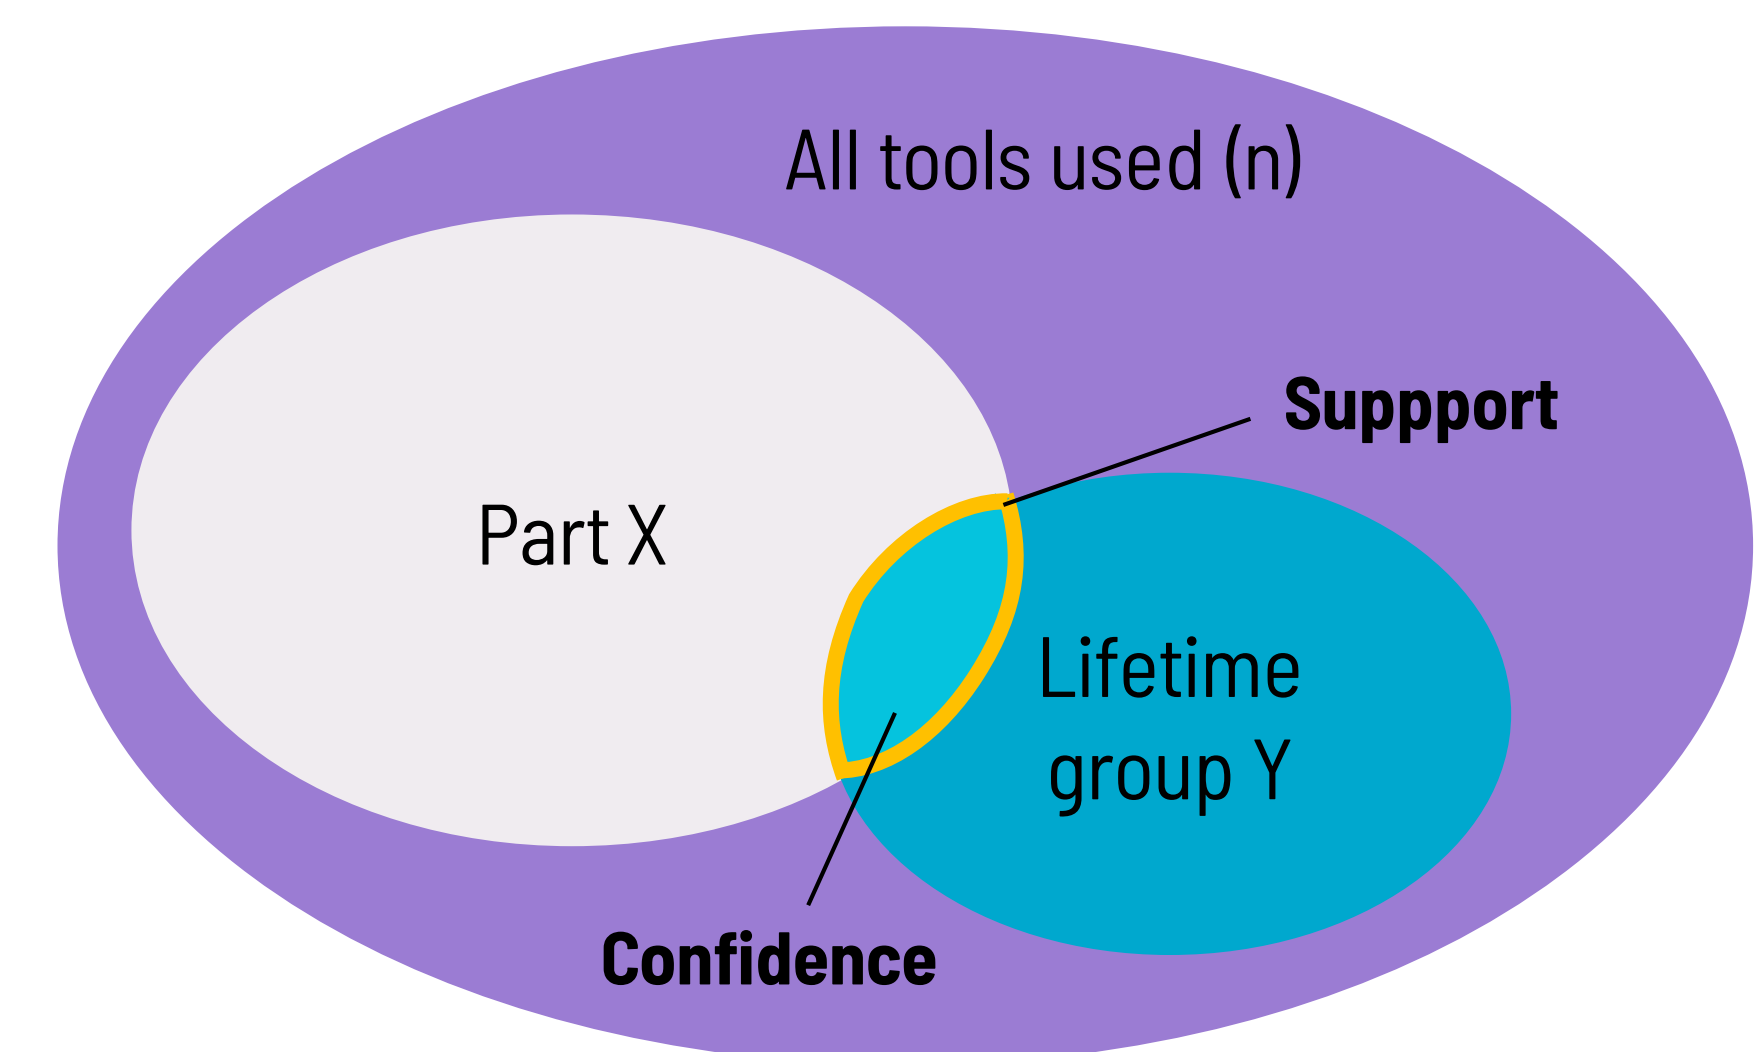 All tools used (n)
Suppport
Part X
Lifetime
group Y
Confidence